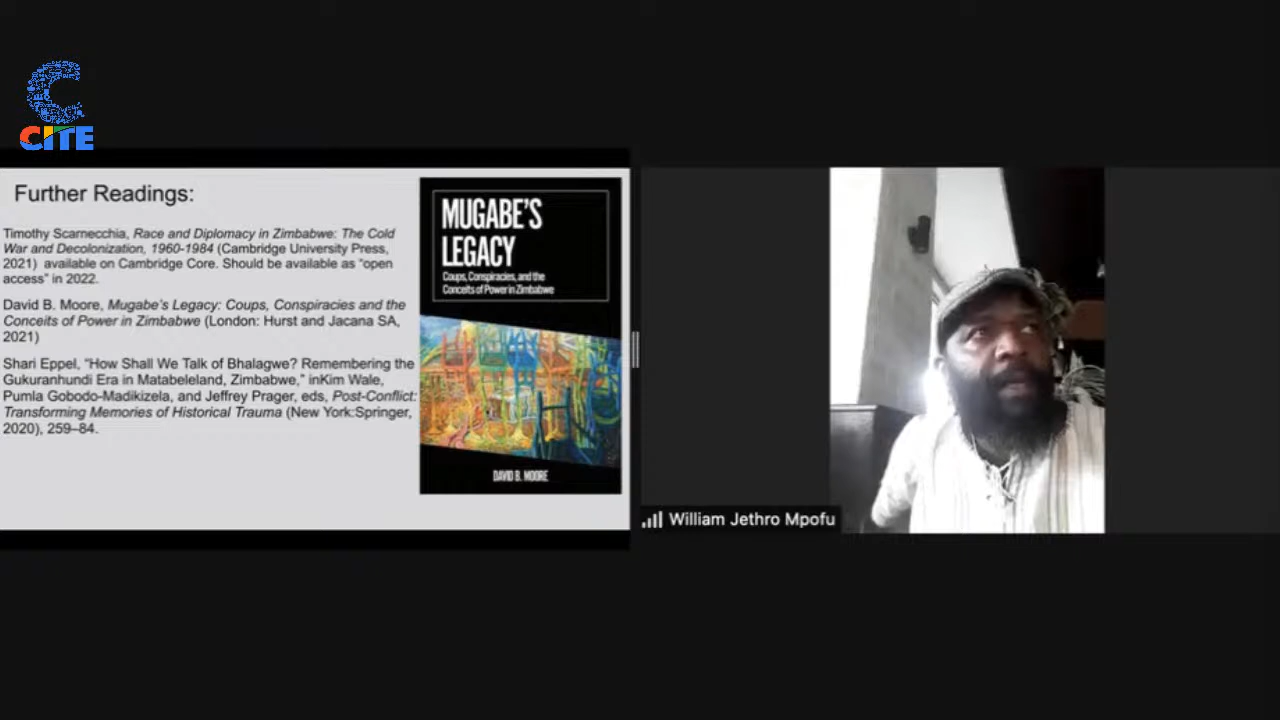 CITE
Further Readings:
Timothy Scarnecchia, Race and Diplomacy in Zimbabwe: The Cold
War and Decolonization, 1960-1984 (Cambridge University Press,
2021) available on Cambridge Core. Should be available as “open
access” in 2022.
David B. Moore, Mugabe’s Legacy: Coups, Conspiracies and the
Conceits of Power in Zimbabwe (London: Hurst and Jacana SA,
2021)
Shari Eppel, “How Shall We Talk of Bhalagwe? Remembering the
Gukuranhundi Era in Matabeleland, Zimbabwe,” inKim Wale,
Pumla Gobodo-Madikizela, and Jeffrey Prager, eds, Post-Conflict:
Transforming Memories of Historical Trauma (New York:Springer,
2020), 259–84.
MUGABE’S
LEGACY
Coups, Conspiracies, and the
Conceits of Power in Zimbabwe
DAVID B. MOORE
William Jethro Mpofu